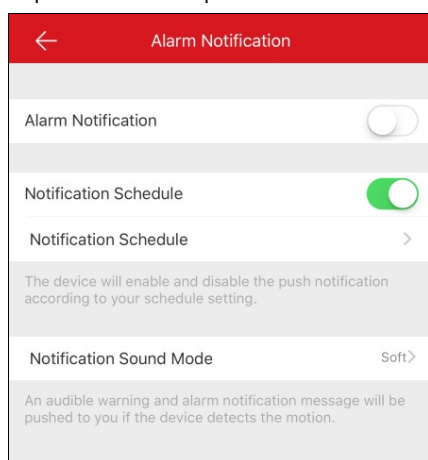 Alarm Notification
Alarm Notification
Notification Schedule
Notification Schedule
The device will enable and disable the push notification
according to your schedule setting.
Notification Sound Mode Soft
An audible warning and alarm notification message will be
pushed to you if the device detects the motion.